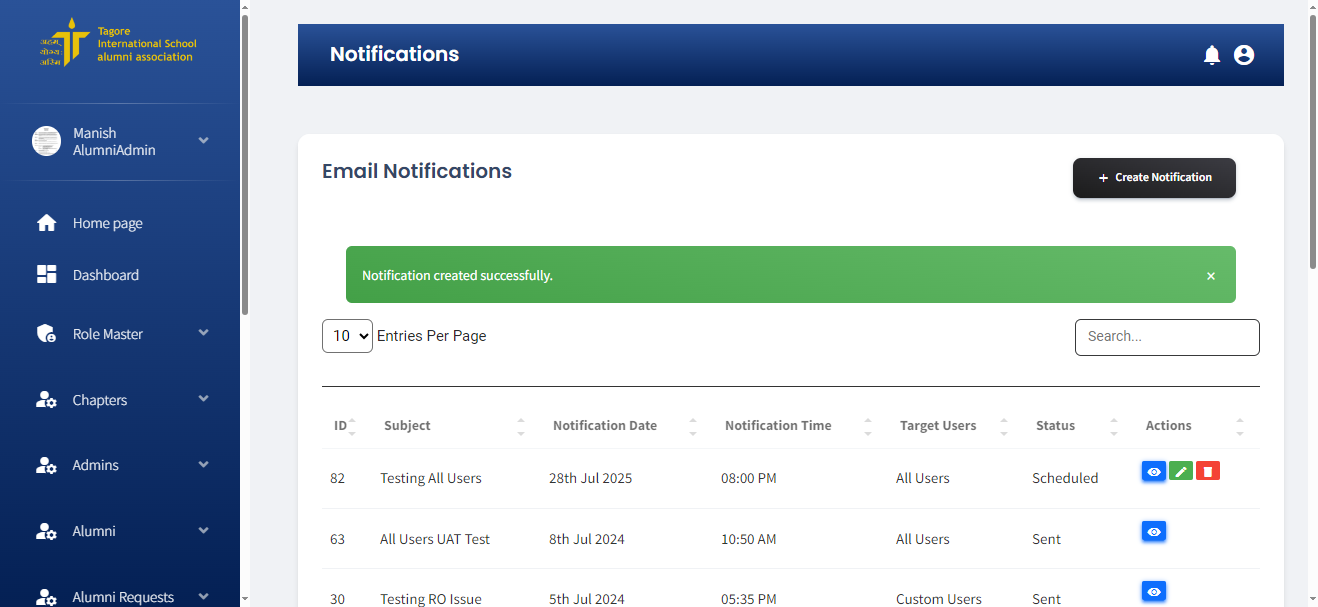 अहम्
योग्यः
अस्मि
Tagore
International School
alumni association
Manish
AlumniAdmin
Home page
Dashboard
Role Master
Chapters
Admins
Alumni
Alumni Requests
Notifications
Email Notifications
+ Create Notification
Notification created successfully. ×
10 Entries Per Page
Search...
ID Subject Notification Date Notification Time Target Users Status Actions
82 Testing All Users 28th Jul 2025 08:00 PM All Users Scheduled
63 All Users UAT Test 8th Jul 2024 10:50 AM All Users Sent
30 Testing RO Issue 5th Jul 2024 05:35 PM Custom Users Sent